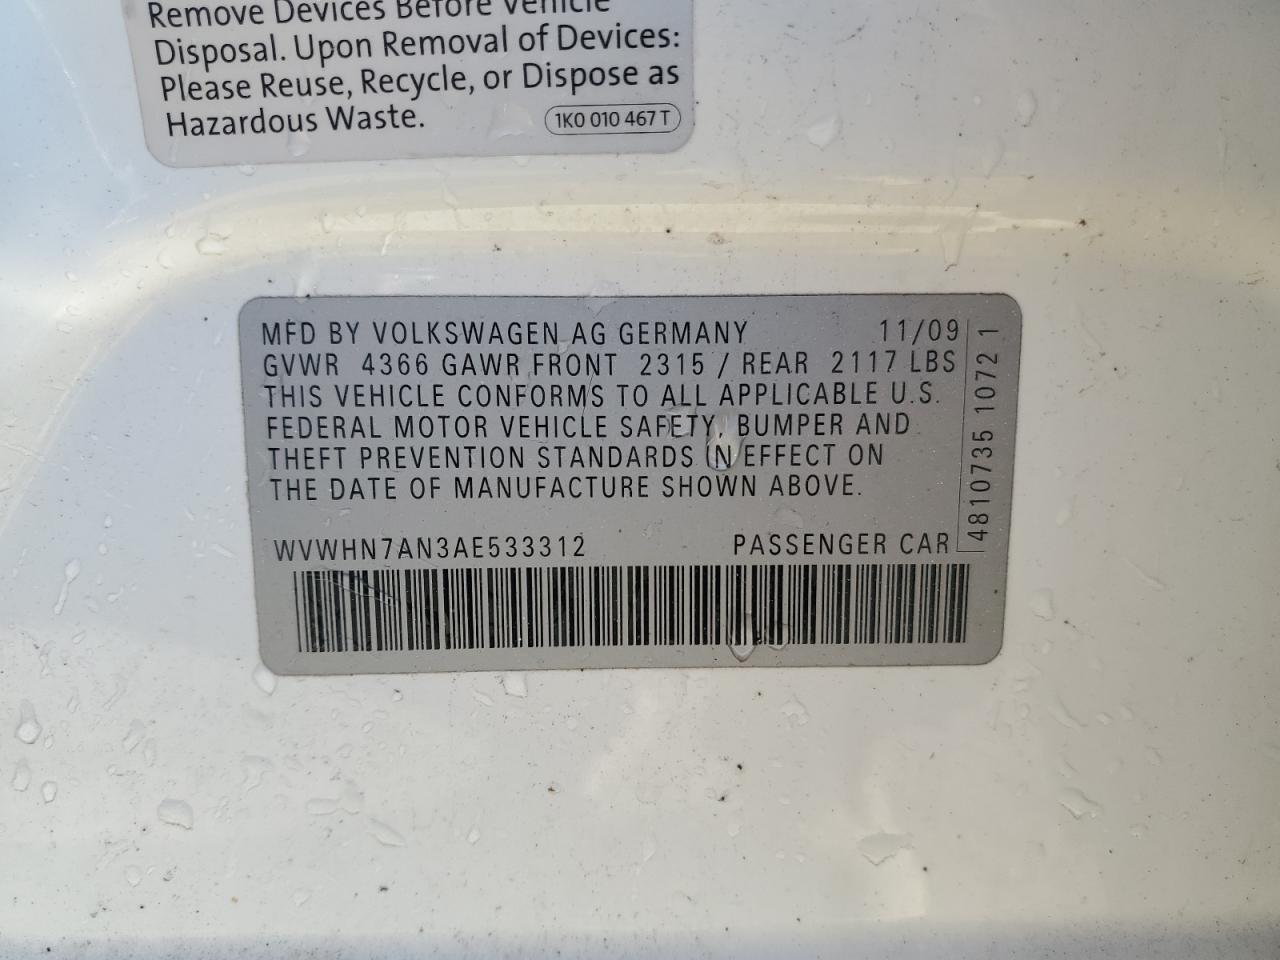 Remove Devices Before Vehicle
Disposal. Upon Removal of Devices:
Please Reuse, Recycle, or Dispose as
Hazardous Waste.
1K0 010 467 T
MFD BY VOLKSWAGEN AG GERMANY 11/09
GVWR 4366 GAWR FRONT 2315 / REAR 2117 LBS
THIS VEHICLE CONFORMS TO ALL APPLICABLE U.S.
FEDERAL MOTOR VEHICLE SAFETY, BUMPER AND
THEFT PREVENTION STANDARDS IN EFFECT ON
THE DATE OF MANUFACTURE SHOWN ABOVE.
WVWHN7AN3AE533312 PASSENGER CAR
4810735 1072 1